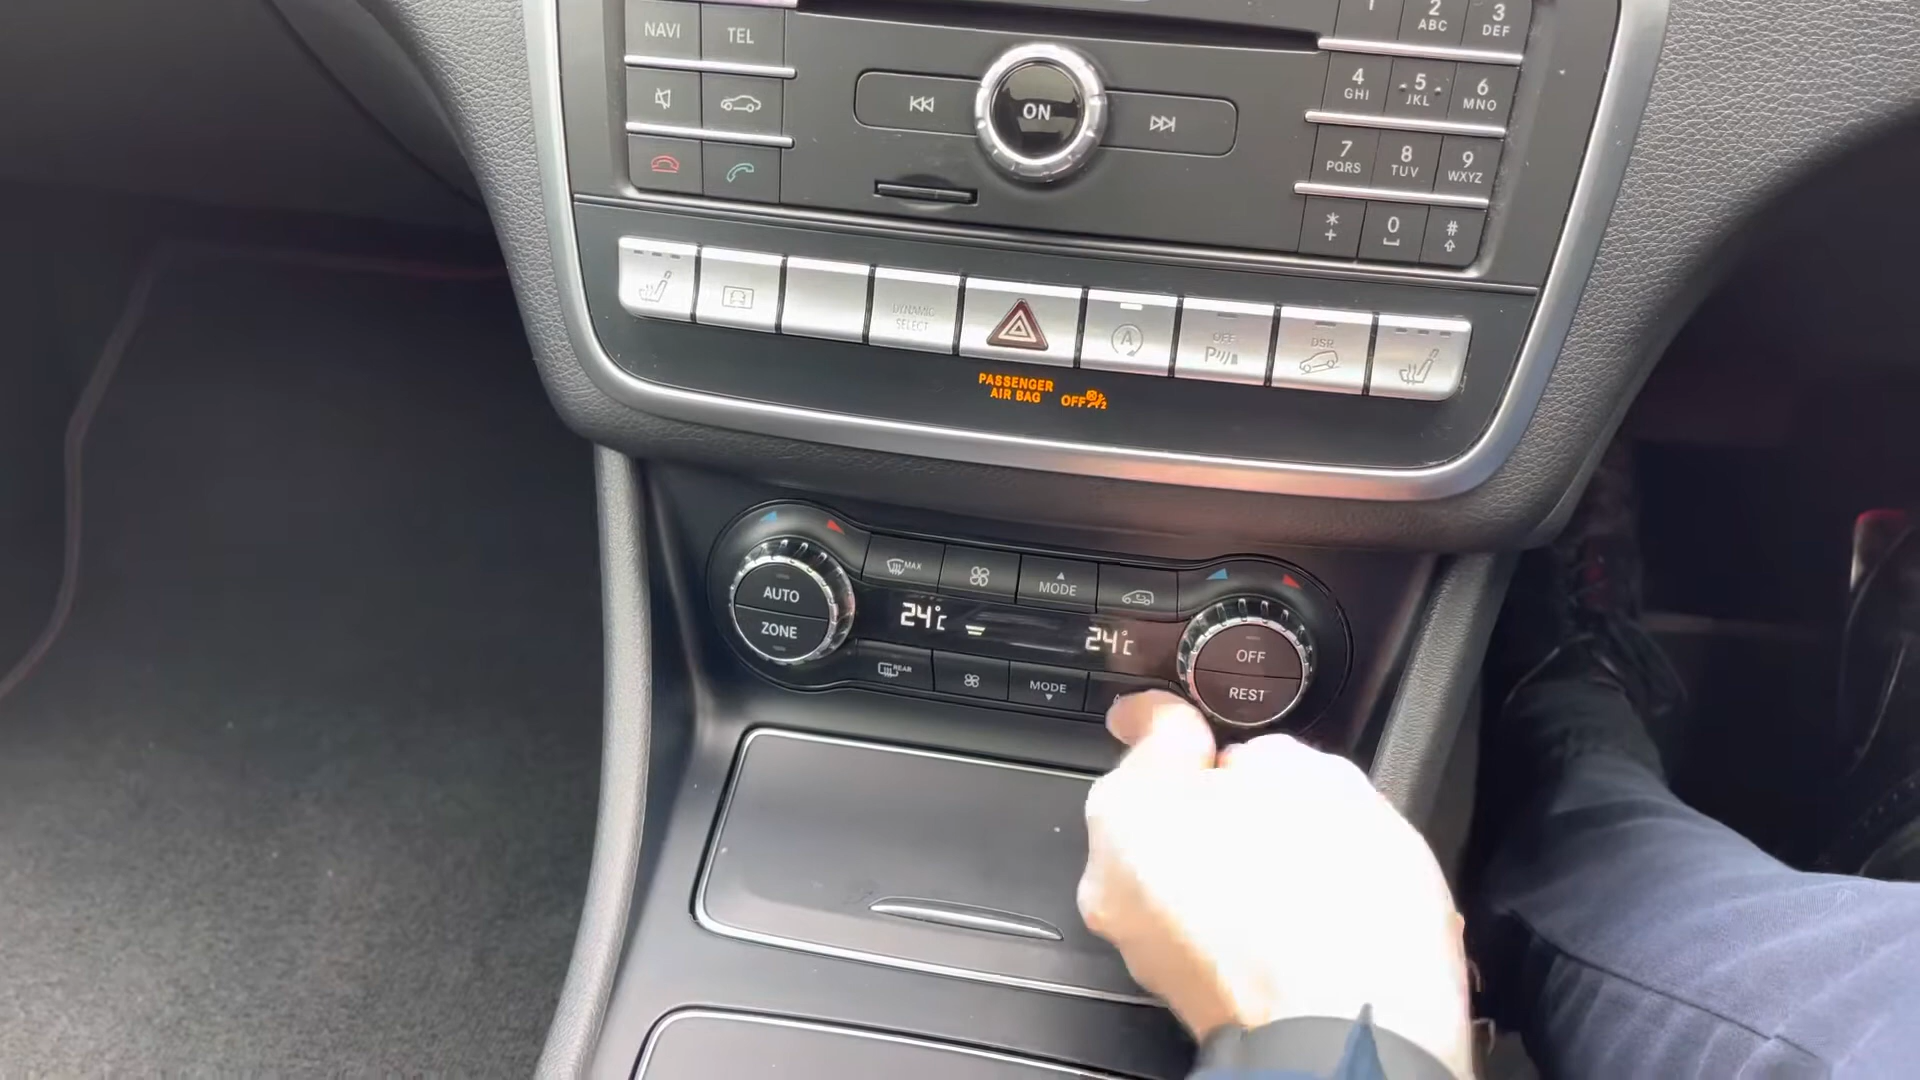 NAVI TEL
ON
1 2 ABC 3 DEF
4 GHI 5 JKL 6 MNO
7 PQRS 8 TUV 9 WXYZ
* + 0 #
DYNAMIC
SELECT
A
OFF
P
DSR
PASSENGER
AIR BAG OFF
AUTO
ZONE
MAX
MODE
24°C
24°C
REAR
MODE
OFF
REST